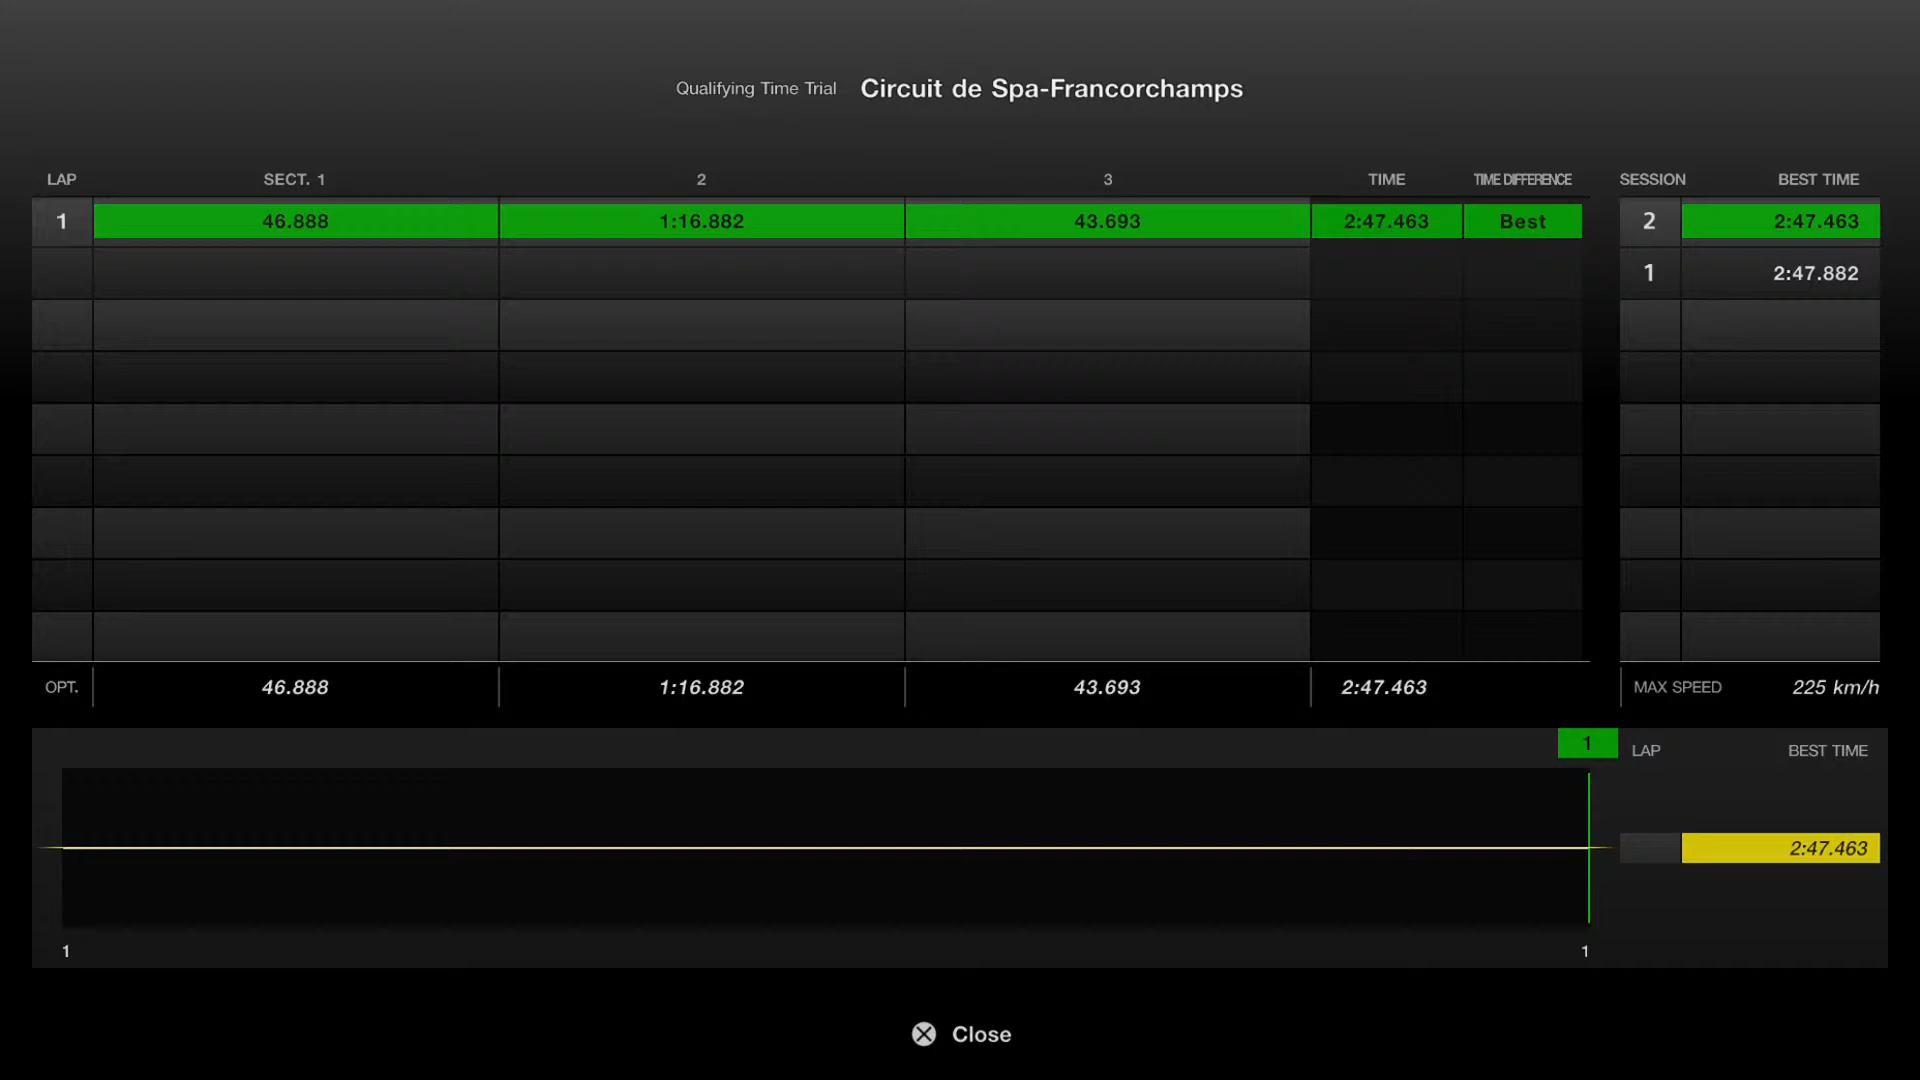 Qualifying Time Trial Circuit de Spa-Francorchamps
LAP SECT. 1 2 3 TIME TIME DIFFERENCE SESSION BEST TIME
1 46.888 1:16.882 43.693 2:47.463 Best 2 2:47.463
1 2:47.882
OPT. 46.888 1:16.882 43.693 2:47.463 MAX SPEED 225 km/h
1 LAP BEST TIME
2:47.463
1 1
Close